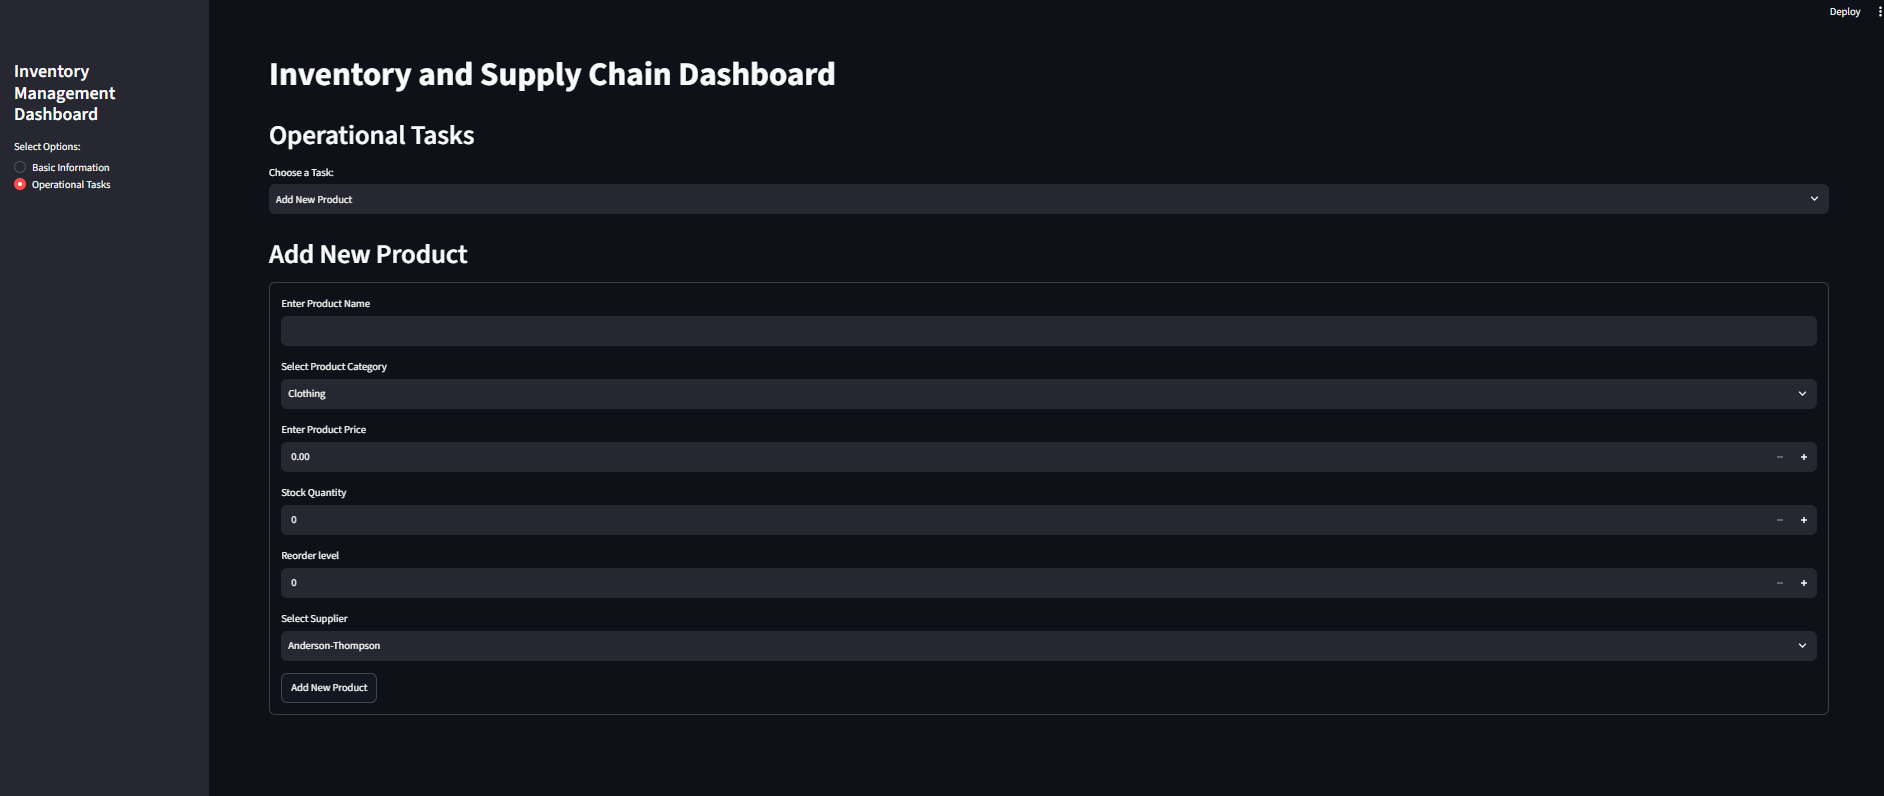 Deploy
Inventory
Management
Dashboard
Select Options:
Basic Information
Operational Tasks
Inventory and Supply Chain Dashboard
Operational Tasks
Choose a Task:
Add New Product
Add New Product
Enter Product Name
Select Product Category
Clothing
Enter Product Price
0.00
Stock Quantity
0
Reorder level
0
Select Supplier
Anderson-Thompson
Add New Product